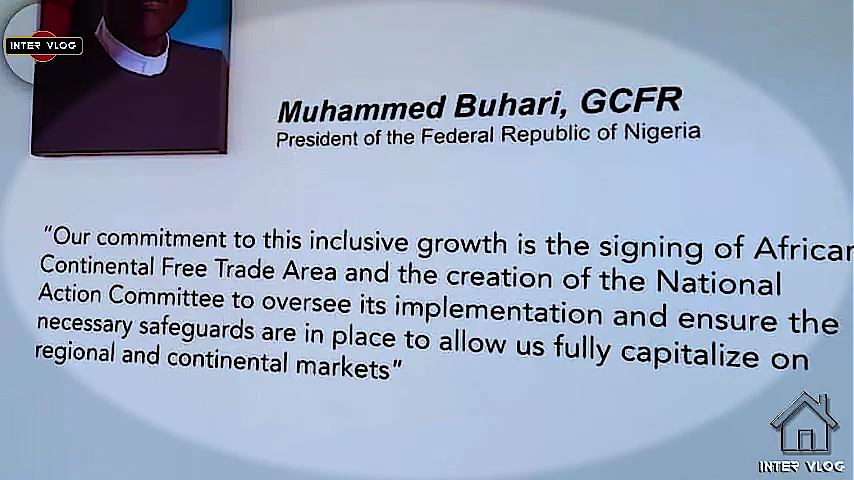 INTER VLOG
Muhammed Buhari, GCFR
President of the Federal Republic of Nigeria
"Our commitment to this inclusive growth is the signing of African
Continental Free Trade Area and the creation of the National
Action Committee to oversee its implementation and ensure the
necessary safeguards are in place to allow us fully capitalize on
regional and continental markets"
INTER VLOG